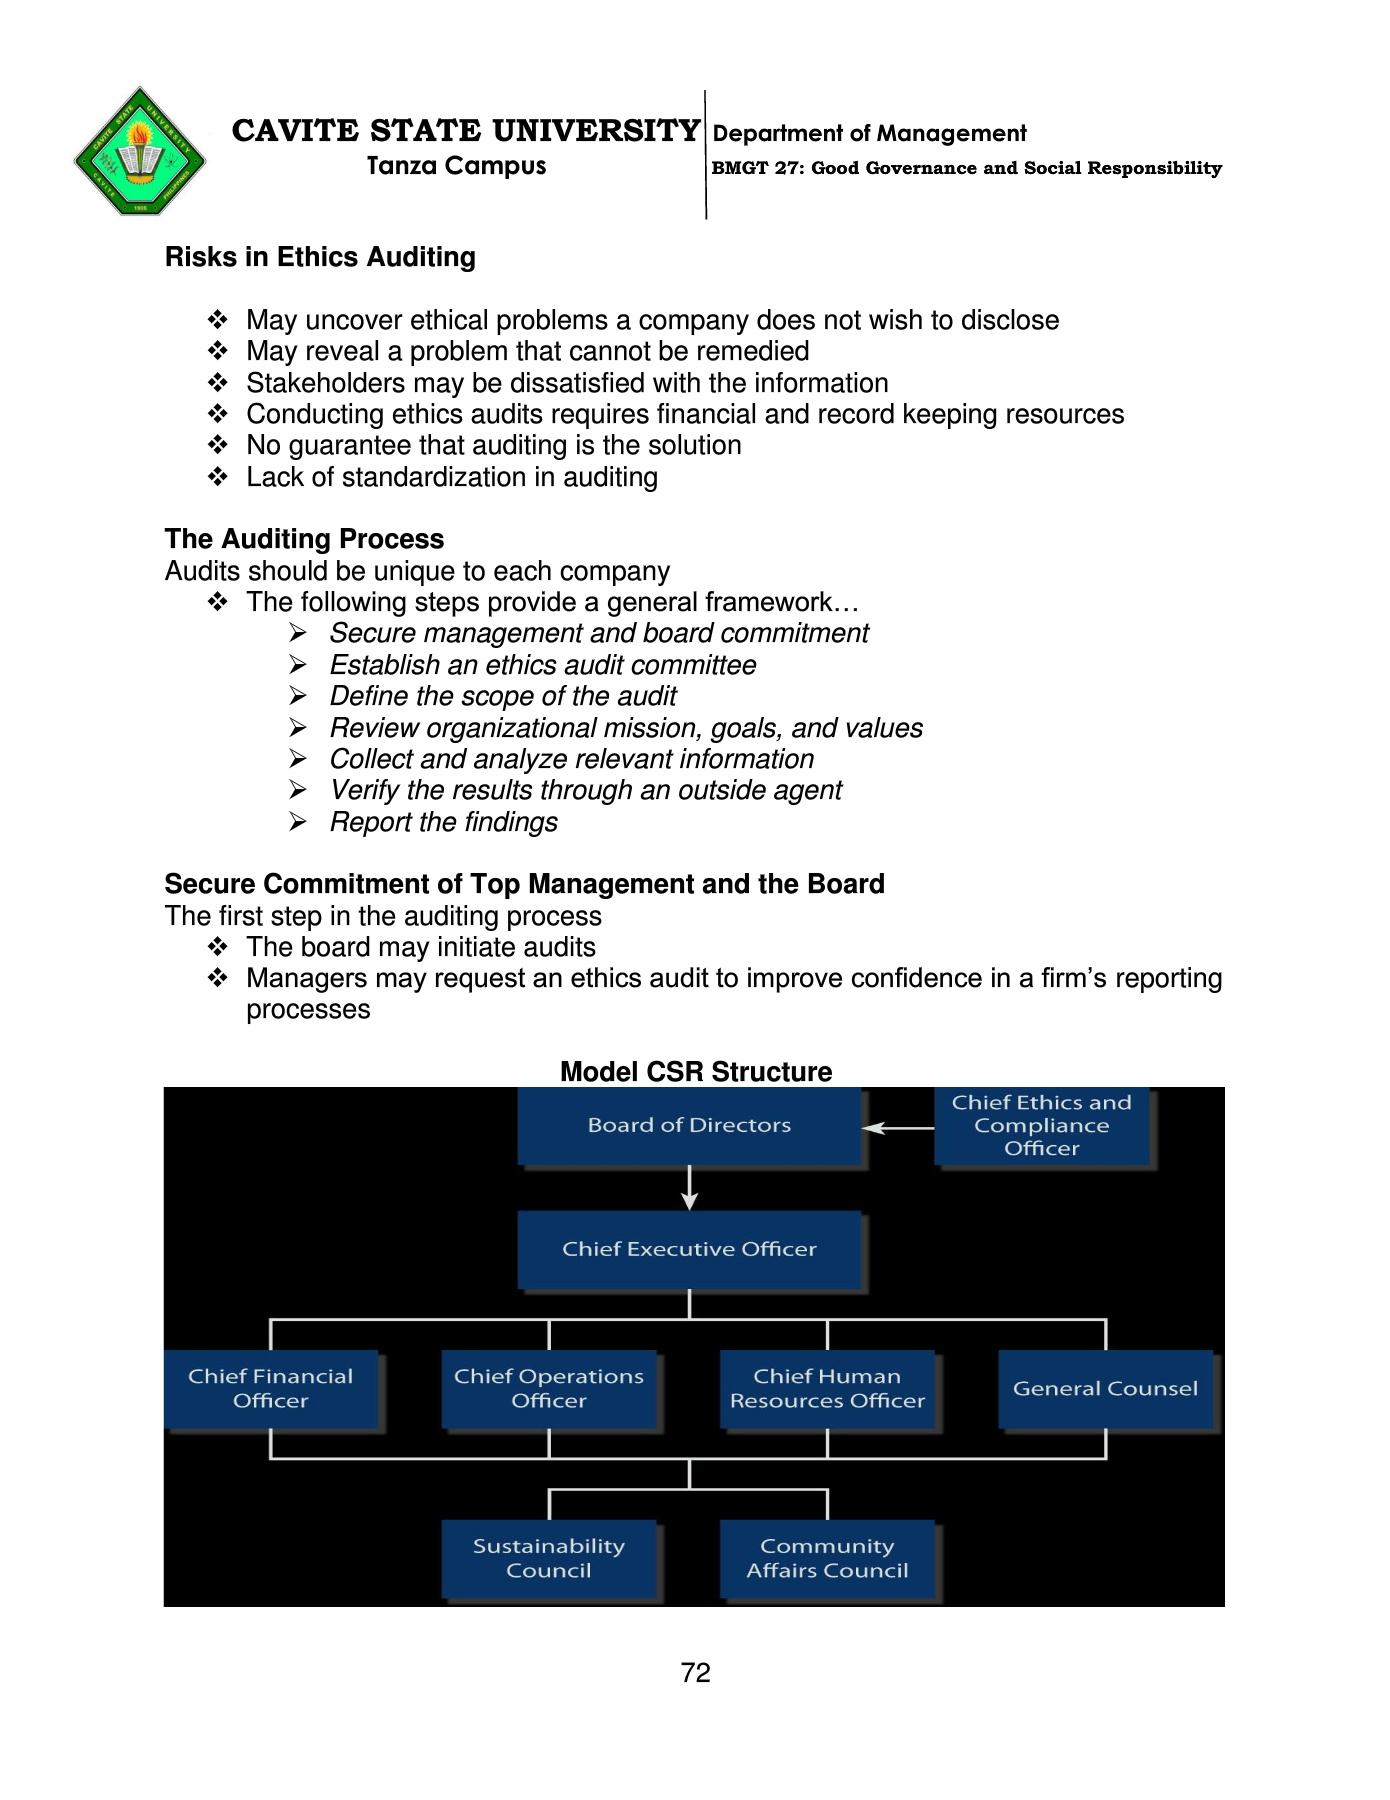 CAVITE STATE UNIVERSITY
Tanza Campus
Department of Management
BMGT 27: Good Governance and Social Responsibility
CAVITE STATE UNIVERSITY
CAVITE
PHILIPPINES
1906
Risks in Ethics Auditing
❖ May uncover ethical problems a company does not wish to disclose
❖ May reveal a problem that cannot be remedied
❖ Stakeholders may be dissatisfied with the information
❖ Conducting ethics audits requires financial and record keeping resources
❖ No guarantee that auditing is the solution
❖ Lack of standardization in auditing
The Auditing Process
Audits should be unique to each company
❖ The following steps provide a general framework…
➢ Secure management and board commitment
➢ Establish an ethics audit committee
➢ Define the scope of the audit
➢ Review organizational mission, goals, and values
➢ Collect and analyze relevant information
➢ Verify the results through an outside agent
➢ Report the findings
Secure Commitment of Top Management and the Board
The first step in the auditing process
❖ The board may initiate audits
❖ Managers may request an ethics audit to improve confidence in a firm’s reporting
processes
Model CSR Structure
Board of Directors
Chief Ethics and
Compliance
Officer
Chief Executive Officer
Chief Financial
Officer
Chief Operations
Officer
Chief Human
Resources Officer
General Counsel
Sustainability
Council
Community
Affairs Council
72